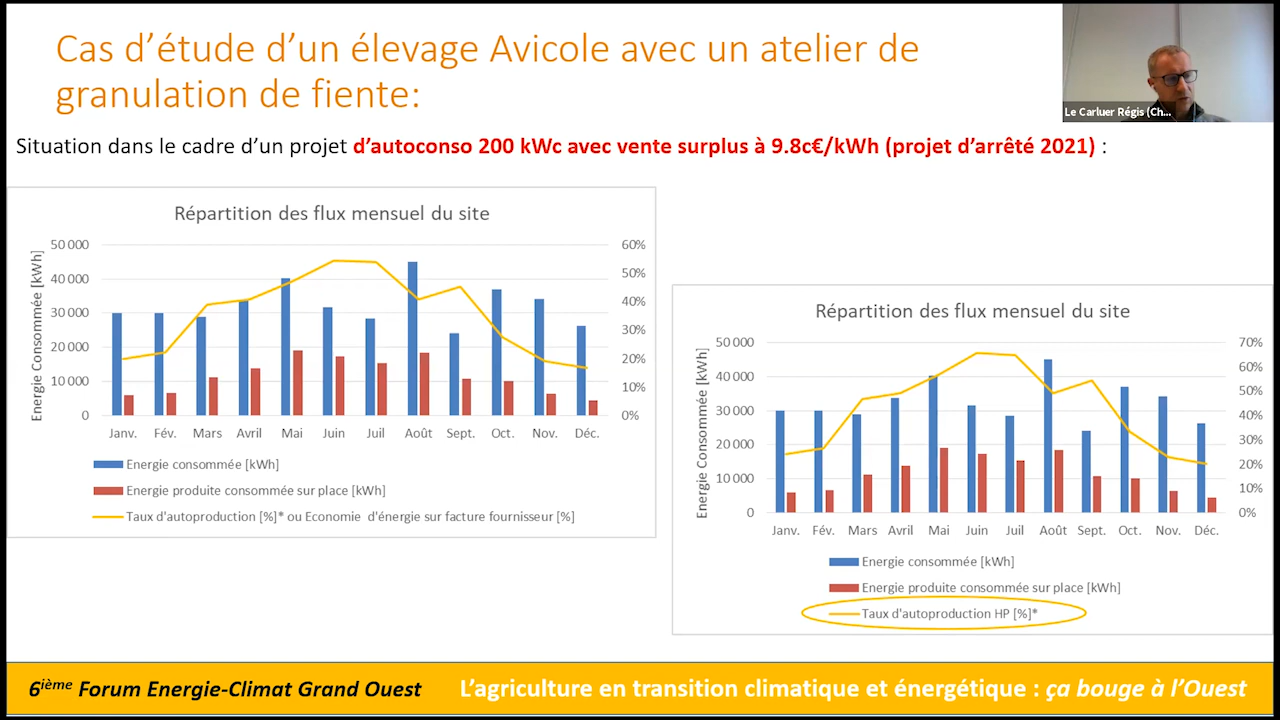 Cas d’étude d’un élevage Avicole avec un atelier de
granulation de fiente:
Le Carluer Régis (Ch...
Situation dans le cadre d’un projet d’autoconso 200 kWc avec vente surplus à 9.8c€/kWh (projet d’arrêté 2021) :
Répartition des flux mensuel du site
Energie Consommée [kWh]
50 000
40 000
30 000
20 000
10 000
0
60%
50%
40%
30%
20%
10%
0%
Janv. Fév. Mars Avril Mai Juin Juil Août Sept. Oct. Nov. Déc.
Energie consommée [kWh]
Energie produite consommée sur place [kWh]
Taux d'autoproduction [%]* ou Economie d'énergie sur facture fournisseur [%]
Répartition des flux mensuel du site
Energie Consommée [kWh]
50 000
40 000
30 000
20 000
10 000
0
70%
60%
50%
40%
30%
20%
10%
0%
Janv. Fév. Mars Avril Mai Juin Juil Août Sept. Oct. Nov. Déc.
Energie consommée [kWh]
Energie produite consommée sur place [kWh]
Taux d'autoproduction HP [%]*
6ième Forum Energie-Climat Grand Ouest
L’agriculture en transition climatique et énergétique : ça bouge à l’Ouest